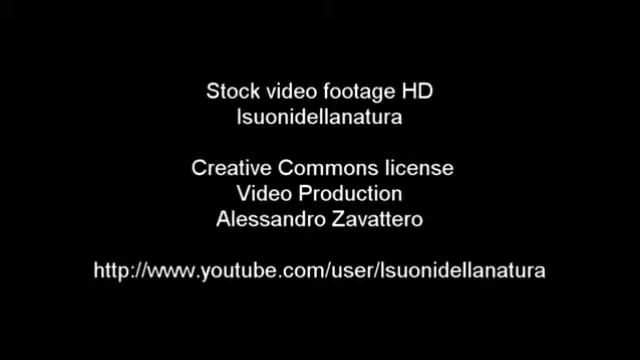 Stock video footage HD
Isuonidellanatura
Creative Commons license
Video Production
Alessandro Zavattero
http://www.youtube.com/user/Isuonidellanatura